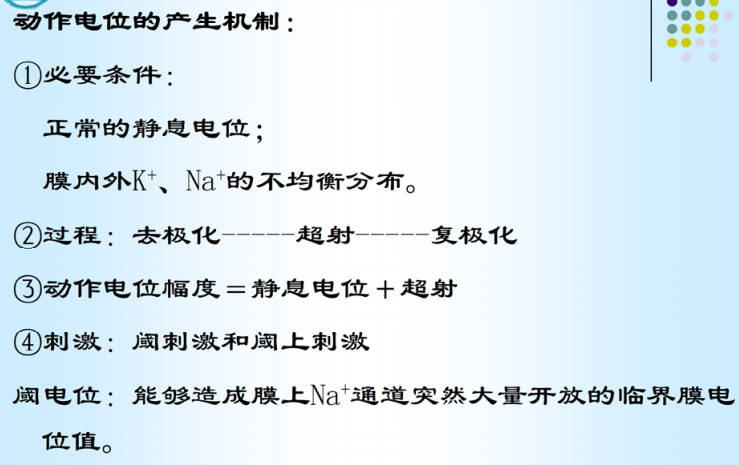 动作电位的产生机制：
①必要条件：
正常的静息电位；
膜内外K⁺、Na⁺的不均衡分布。
②过程：去极化-----超射-----复极化
③动作电位幅度＝静息电位＋超射
④刺激：阈刺激和阈上刺激
阈电位：能够造成膜上Na⁺通道突然大量开放的临界膜电
位值。